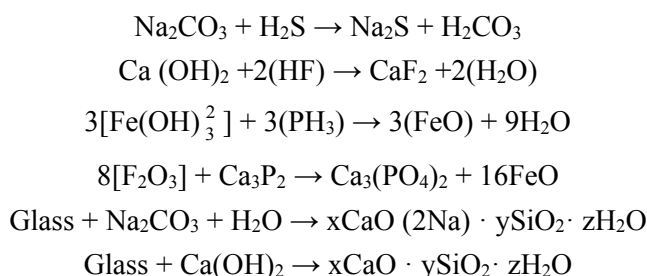 Na₂CO₃ + H₂S → Na₂S + H₂CO₃
Ca (OH)₂ +2(HF) → CaF₂ +2(H₂O)
3[Fe(OH) ²₃ ] + 3(PH₃) → 3(FeO) + 9H₂O
8[F₂O₃] + Ca₃P₂ → Ca₃(PO₄)₂ + 16FeO
Glass + Na₂CO₃ + H₂O → xCaO (2Na) · ySiO₂· zH₂O
Glass + Ca(OH)₂ → xCaO · ySiO₂· zH₂O